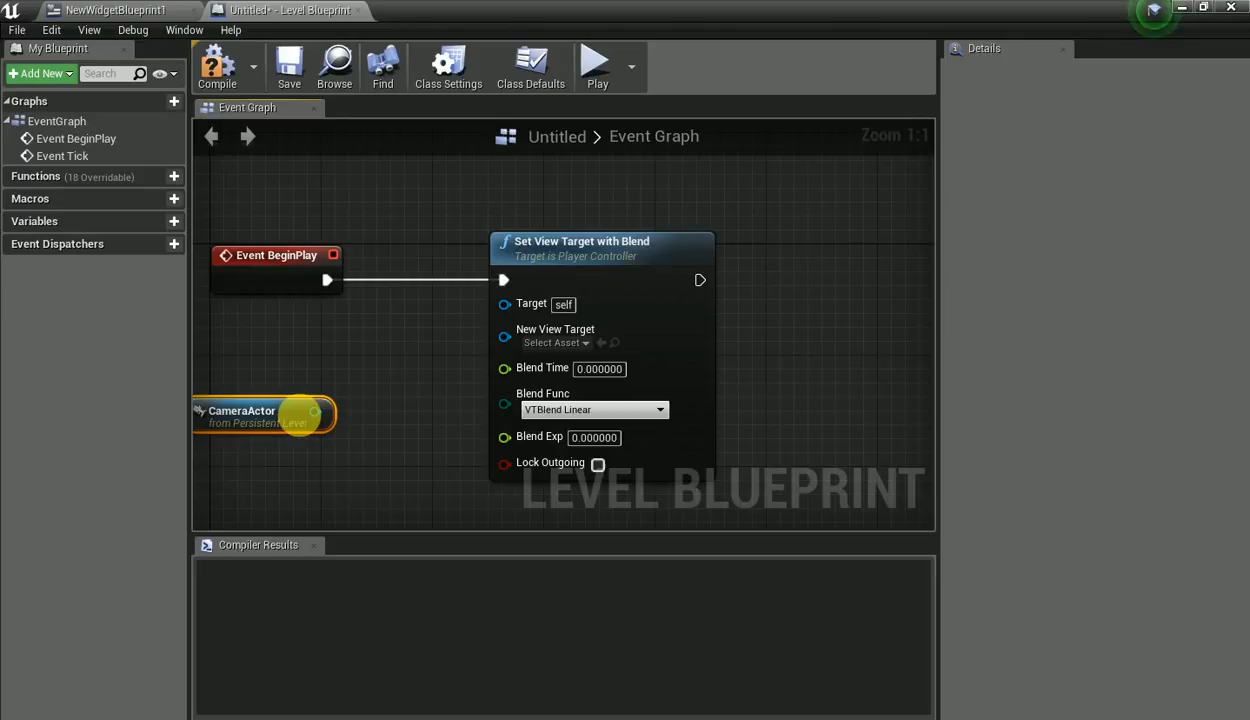 NewWidgetBlueprint1
Untitled* - Level Blueprint
File Edit View Debug Window Help
My Blueprint
Add New
Search
Graphs
EventGraph
Event BeginPlay
Event Tick
Functions (18 Overridable)
Macros
Variables
Event Dispatchers
Compile
Save
Browse
Find
Class Settings
Class Defaults
Play
Event Graph
Untitled > Event Graph
Zoom 1:1
Event BeginPlay
CameraActor
from Persistent Level
Set View Target with Blend
Target is Player Controller
Target self
New View Target
Select Asset
Blend Time 0.000000
Blend Func
VTBlend Linear
Blend Exp 0.000000
Lock Outgoing
LEVEL BLUEPRINT
Compiler Results
Details